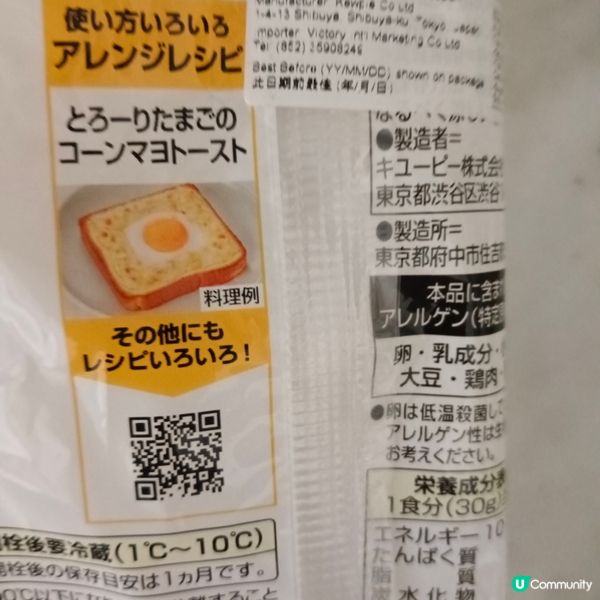 使い方いろいろ
アレンジレシピ
とろーりたまごの
コーンマヨトースト
料理例
その他にも
レシピいろいろ!
栓後要冷蔵(1℃~10℃)
栓後の保存目安は1ヵ月です。
Manufacturer Kewpie Co Ltd
1-4-13 Shibuya, Shibuya-ku, Tokyo, Japan
Importer Victory Int'l Marketing Co Ltd
Tel (852) 25908249
Best Before (YY/MM/DD) shown on package
此日期前最佳 (年/月/日)
●製造者=
キユーピー株式会
東京都渋谷区渋谷
●製造所=
東京都府中市住吉
本品に含ま
アレルゲン(特定
卵・乳成分・
大豆・鶏肉
●卵は低温殺菌して
アレルゲン性は生
お考えください。
栄養成分表
1食分(30g)
エネルギー 10
たんぱく質
脂 質
炭水化物
U Community